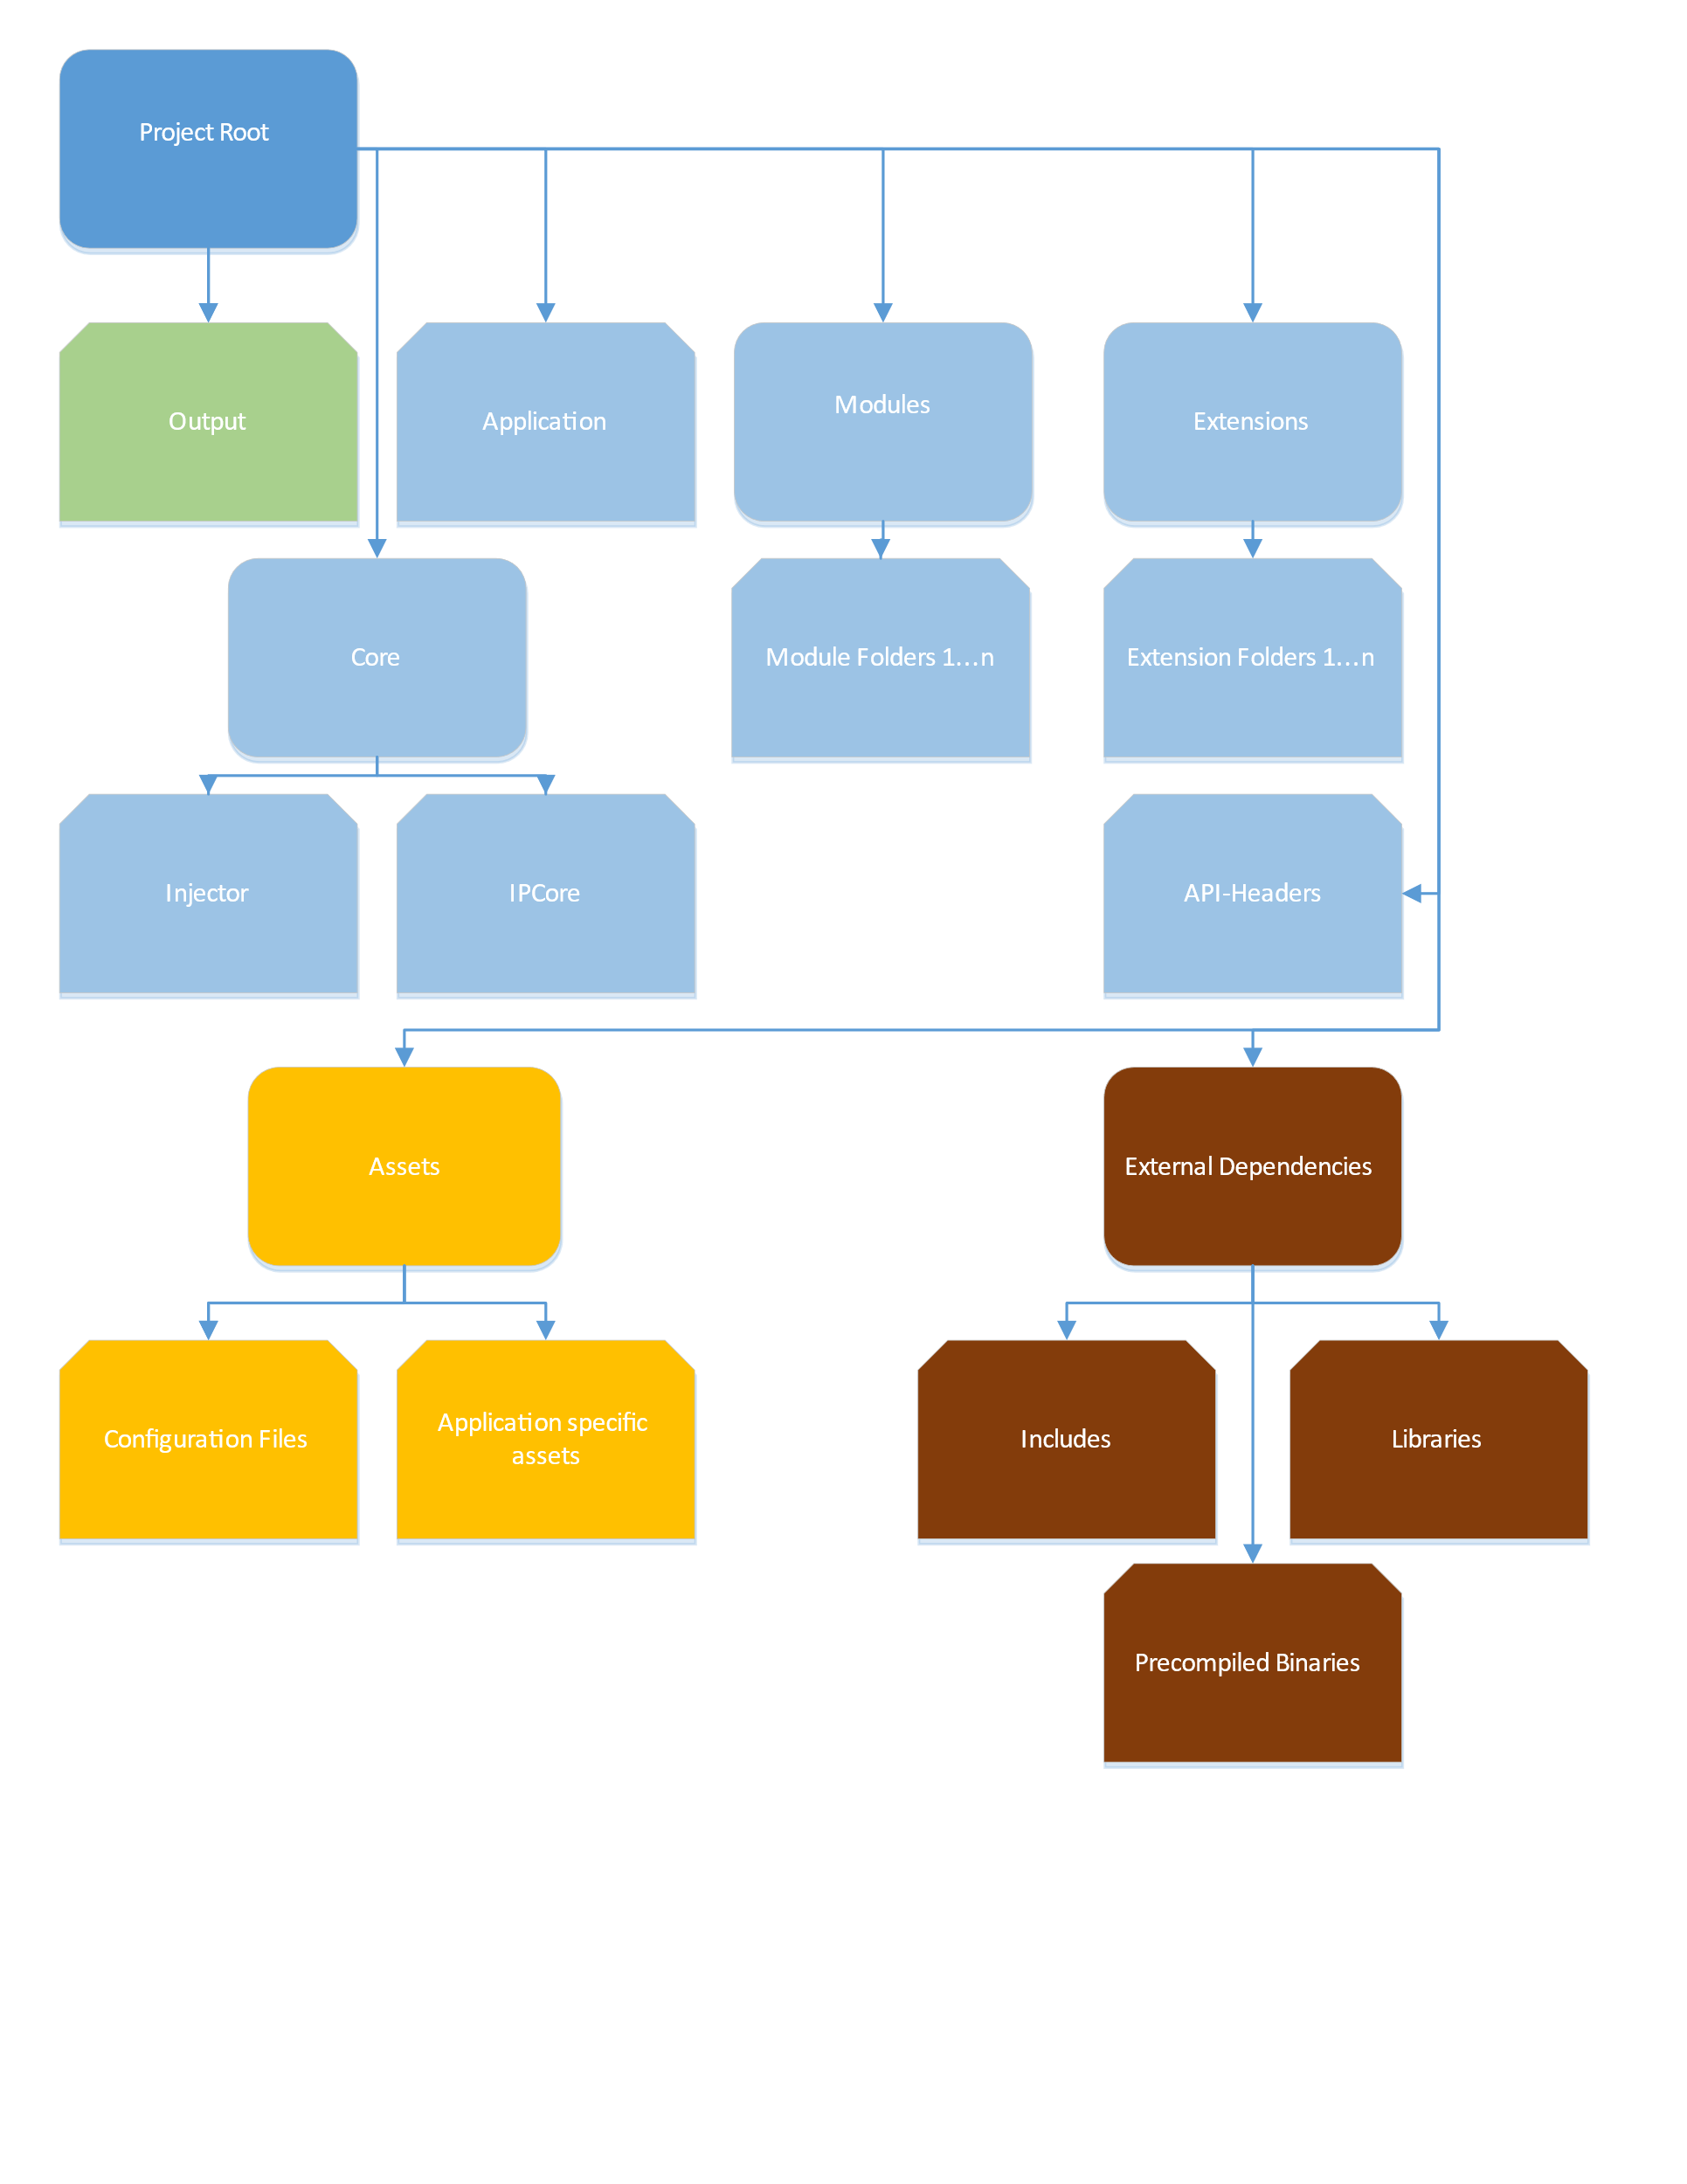 Project Root
Output
Application
Modules
Extensions
Core
Module Folders 1...n
Extension Folders 1...n
Injector
IPCore
API-Headers
Assets
External Dependencies
Configuration Files
Application specific
assets
Includes
Libraries
Precompiled Binaries